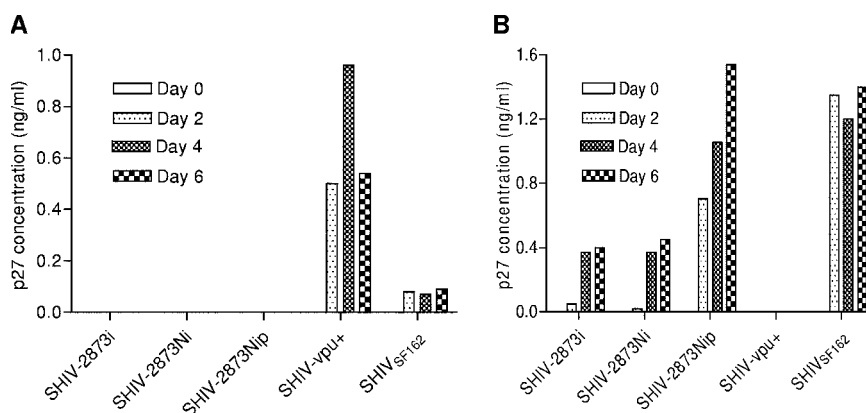 A
p27 concentration (ng/ml)
1.0
0.8
0.6
0.4
0.2
0.0
Day 0
Day 2
Day 4
Day 6
SHIV-2873i
SHIV-2873Ni
SHIV-2873Nip
SHIV-vpu+
SHIVSF162
B
p27 concentration (ng/ml)
1.6
1.2
0.8
0.4
0.0
Day 0
Day 2
Day 4
Day 6
SHIV-2873i
SHIV-2873Ni
SHIV-2873Nip
SHIV-vpu+
SHIVSF162